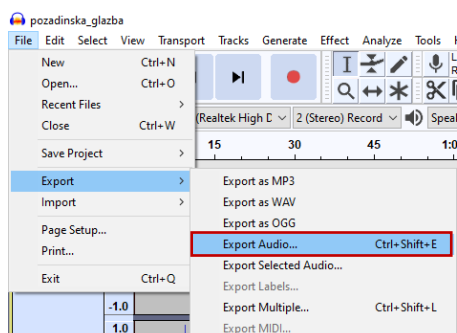 pozadinska_glazba
File Edit Select View Transport Tracks Generate Effect Analyze Tools
New Ctrl+N
Open... Ctrl+O
Recent Files >
Close Ctrl+W
(Realtek High 2 (Stereo) Record
15 30 45 1:0
Save Project >
Export >
Import >
Page Setup...
Print...
Exit Ctrl+Q
Export as MP3
Export as WAV
Export as OGG
Export Audio... Ctrl+Shift+E
Export Selected Audio...
Export Labels...
Export Multiple... Ctrl+Shift+L
Export MIDI...
-1.0
1.0